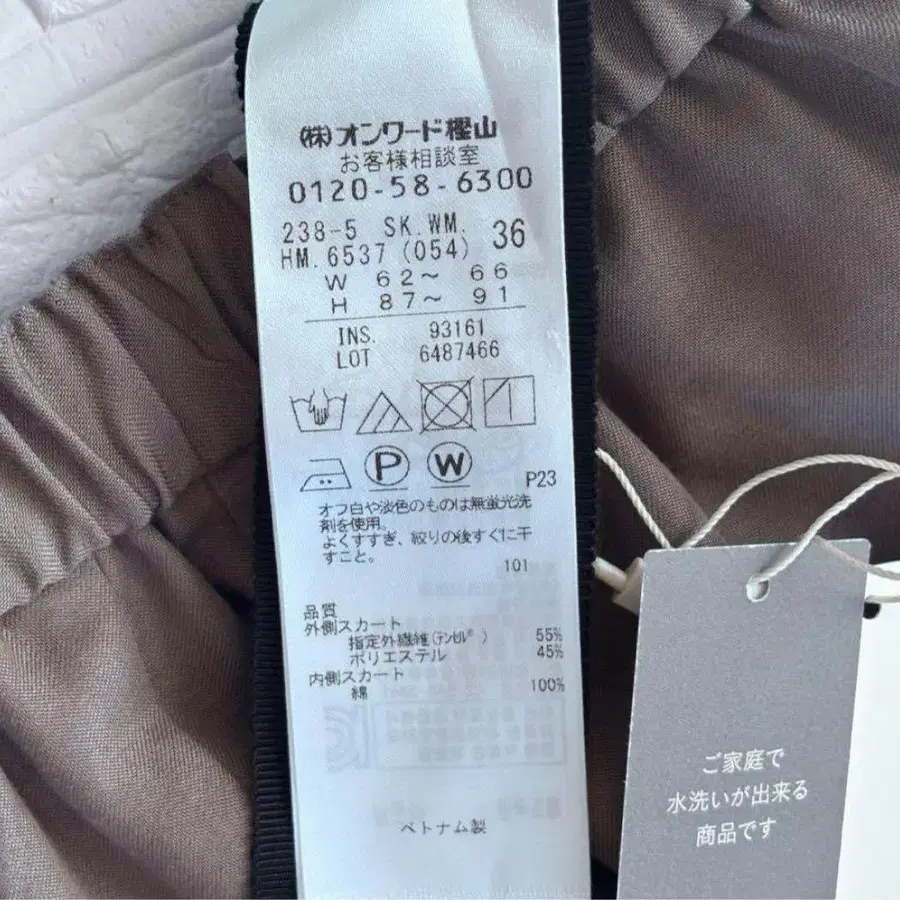 (株)オンワード樫山
お客様相談室
0120-58-6300
238-5 SK.WM. 36
HM.6537 (054)
W 62～ 66
H 87～ 91
INS. 93161
LOT 6487466
P W P23
オフ白や淡色のものは無蛍光洗
剤を使用。
よくすすぎ、絞りの後すぐに干
すこと。
101
品質
外側スカート
指定外繊維(ﾃﾝｾﾙ®) 55%
ポリエステル 45%
内側スカート
綿 100%
ベトナム製
ご家庭で
水洗いが出来る
商品です